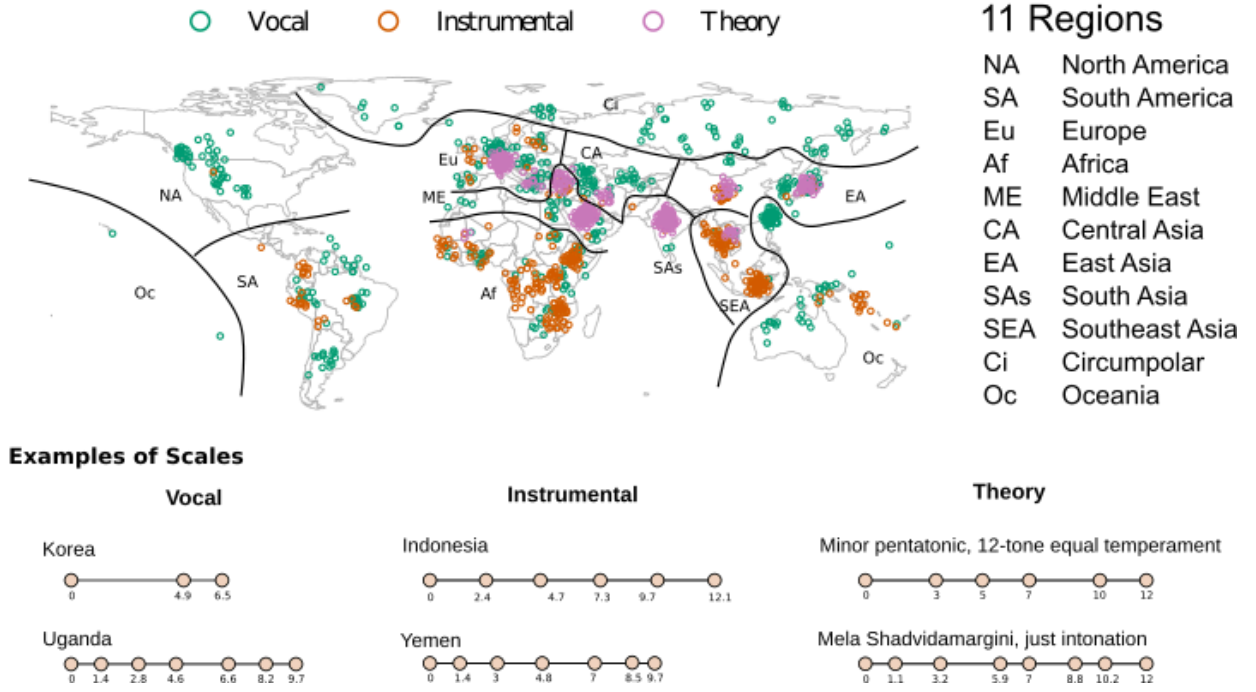 Vocal Instrumental Theory
11 Regions
NA North America
SA South America
Eu Europe
Af Africa
ME Middle East
CA Central Asia
EA East Asia
SAs South Asia
SEA Southeast Asia
Ci Circumpolar
Oc Oceania
Ci
Eu
CA
NA
ME
EA
SA
SAs
Oc
Af
SEA
Oc
Examples of Scales
Vocal
Korea
0 4.9 6.5
Uganda
0 1.4 2.8 4.6 6.6 8.2 9.7
Instrumental
Indonesia
0 2.4 4.7 7.3 9.7 12.1
Yemen
0 1.4 3 4.8 7 8.5 9.7
Theory
Minor pentatonic, 12-tone equal temperament
0 3 5 7 10 12
Mela Shadvidamargini, just intonation
0 1.1 3.2 5.9 7 8.8 10.2 12